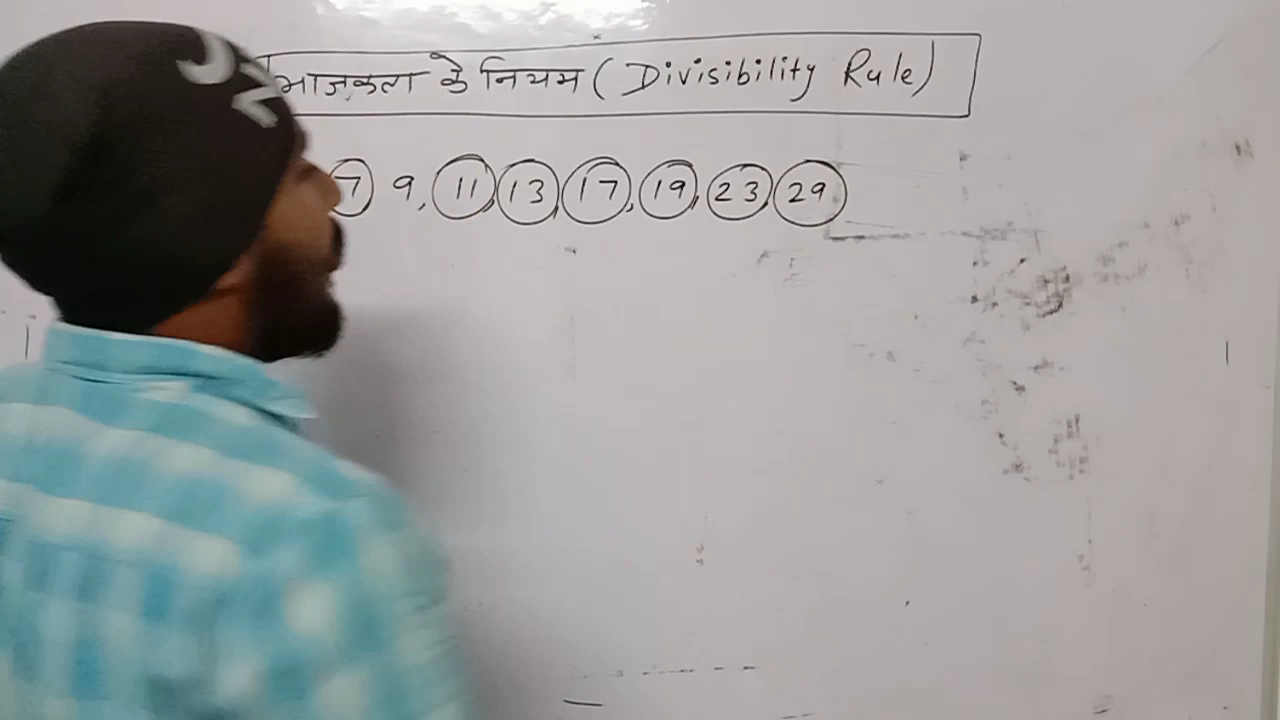 भाजकता के नियम ( Divisibility Rule )
7 9, 11, 13, 17, 19, 23, 29